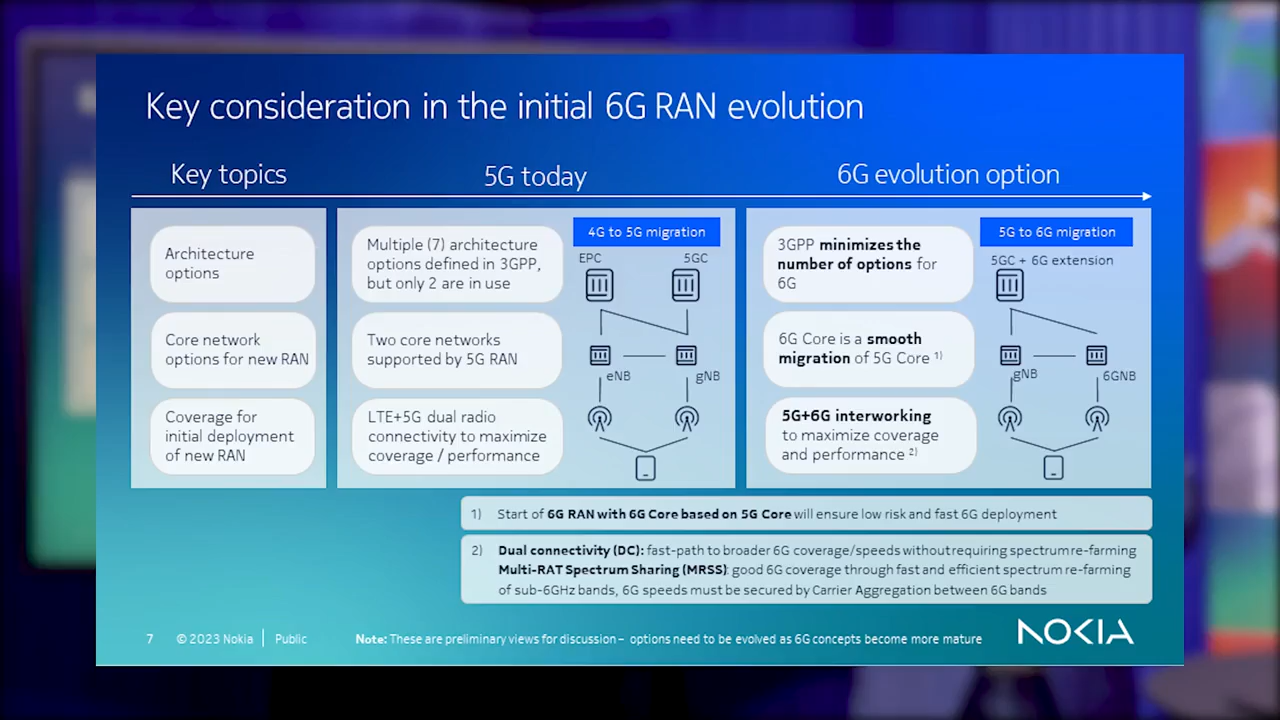 Key consideration in the initial 6G RAN evolution
Key topics
5G today
6G evolution option
Architecture
options
Core network
options for new RAN
Coverage for
initial deployment
of new RAN
Multiple (7) architecture
options defined in 3GPP,
but only 2 are in use
Two core networks
supported by 5G RAN
LTE+5G dual radio
connectivity to maximize
coverage / performance
4G to 5G migration
EPC
5GC
eNB
gNB
3GPP minimizes the
number of options for
6G
6G Core is a smooth
migration of 5G Core 1)
5G+6G interworking
to maximize coverage
and performance 2)
5G to 6G migration
5GC + 6G extension
gNB
6GNB
1) Start of 6G RAN with 6G Core based on 5G Core will ensure low risk and fast 6G deployment
2) Dual connectivity (DC): fast-path to broader 6G coverage/speeds without requiring spectrum re-farming
Multi-RAT Spectrum Sharing (MRSS): good 6G coverage through fast and efficient spectrum re-farming
of sub-6GHz bands, 6G speeds must be secured by Carrier Aggregation between 6G bands
7 © 2023 Nokia | Public
Note: These are preliminary views for discussion – options need to be evolved as 6G concepts become more mature
NOKIA